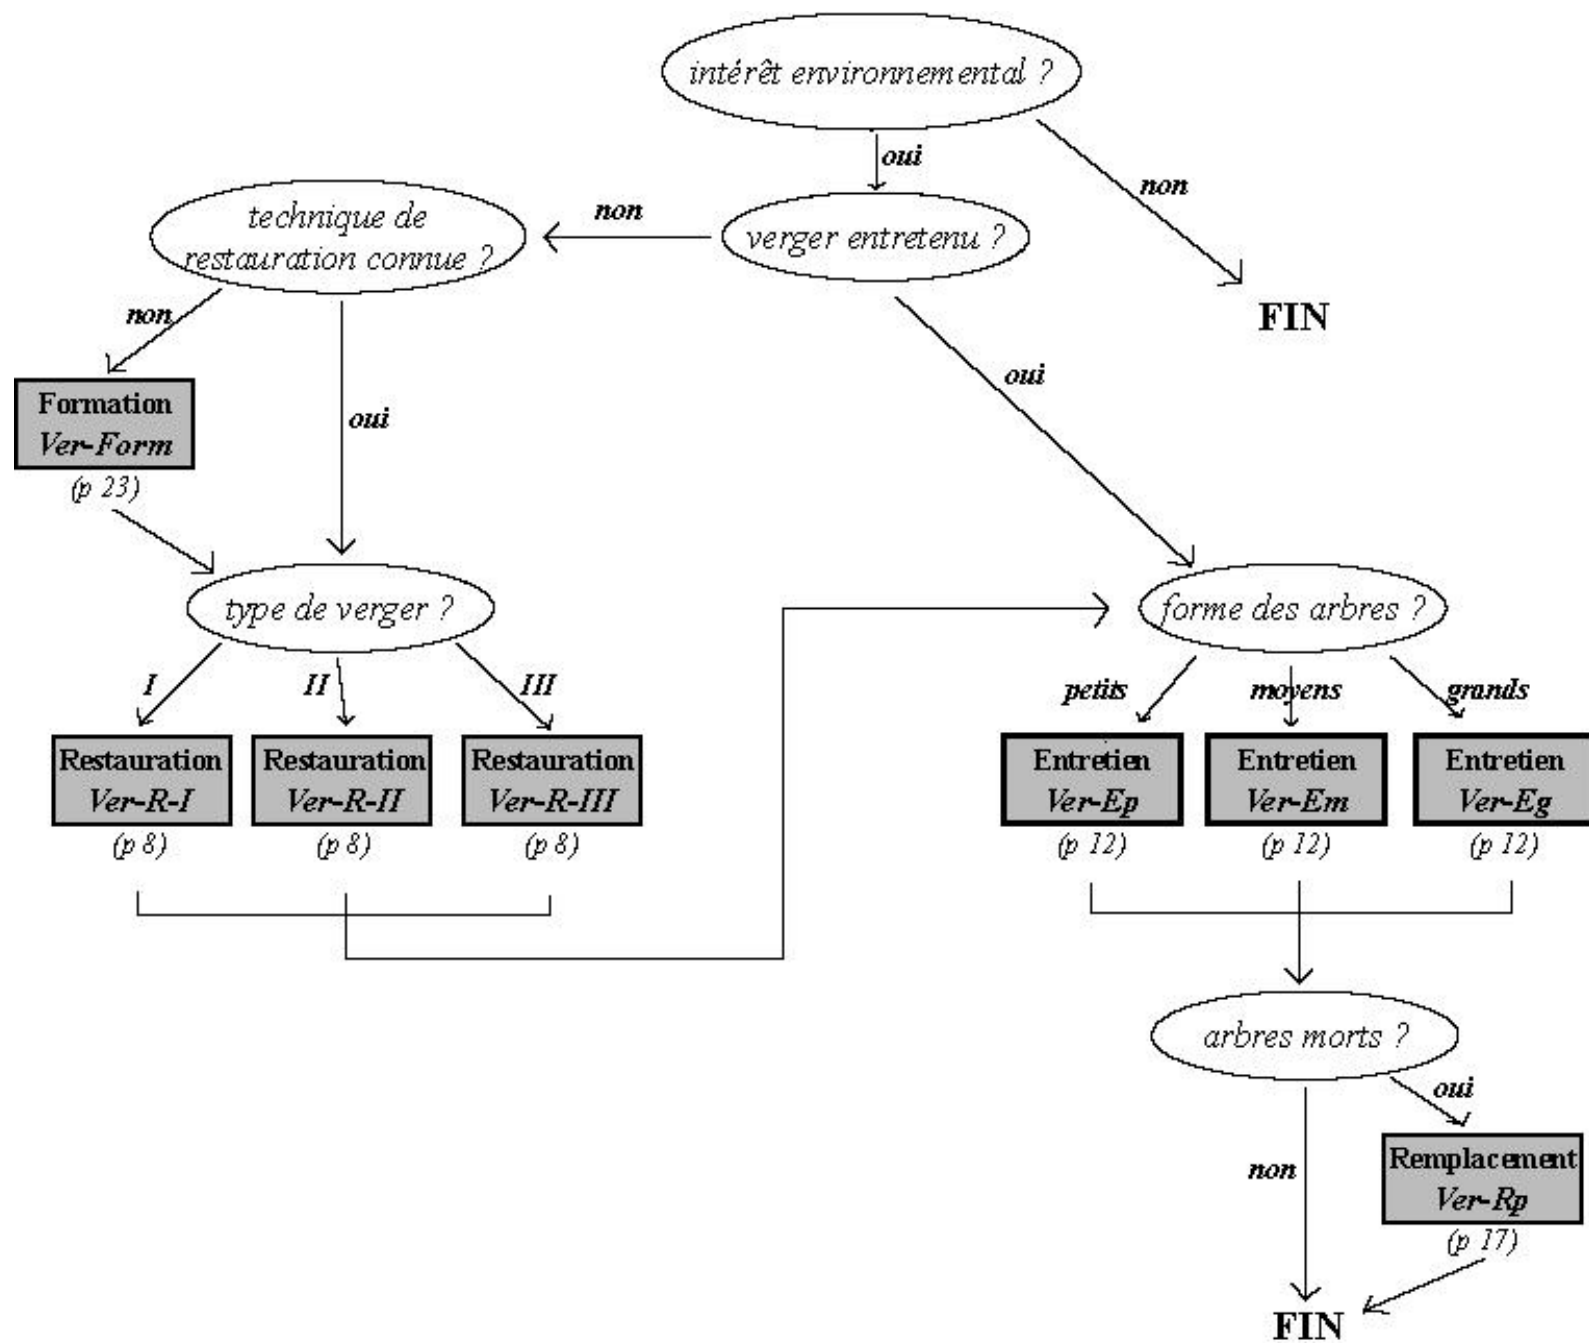 intérêt environnemental ?
oui
non
technique de
restauration connue ?
non
verger entretenu ?
FIN
non
oui
oui
Formation
Ver-Form
(p 23)
type de verger ?
forme des arbres ?
I
II
III
petits
moyens
grands
Restauration
Ver-R-I
(p 8)
Restauration
Ver-R-II
(p 8)
Restauration
Ver-R-III
(p 8)
Entretien
Ver-Ep
(p 12)
Entretien
Ver-Em
(p 12)
Entretien
Ver-Eg
(p 12)
arbres morts ?
oui
non
Remplacement
Ver-Rp
(p 17)
FIN